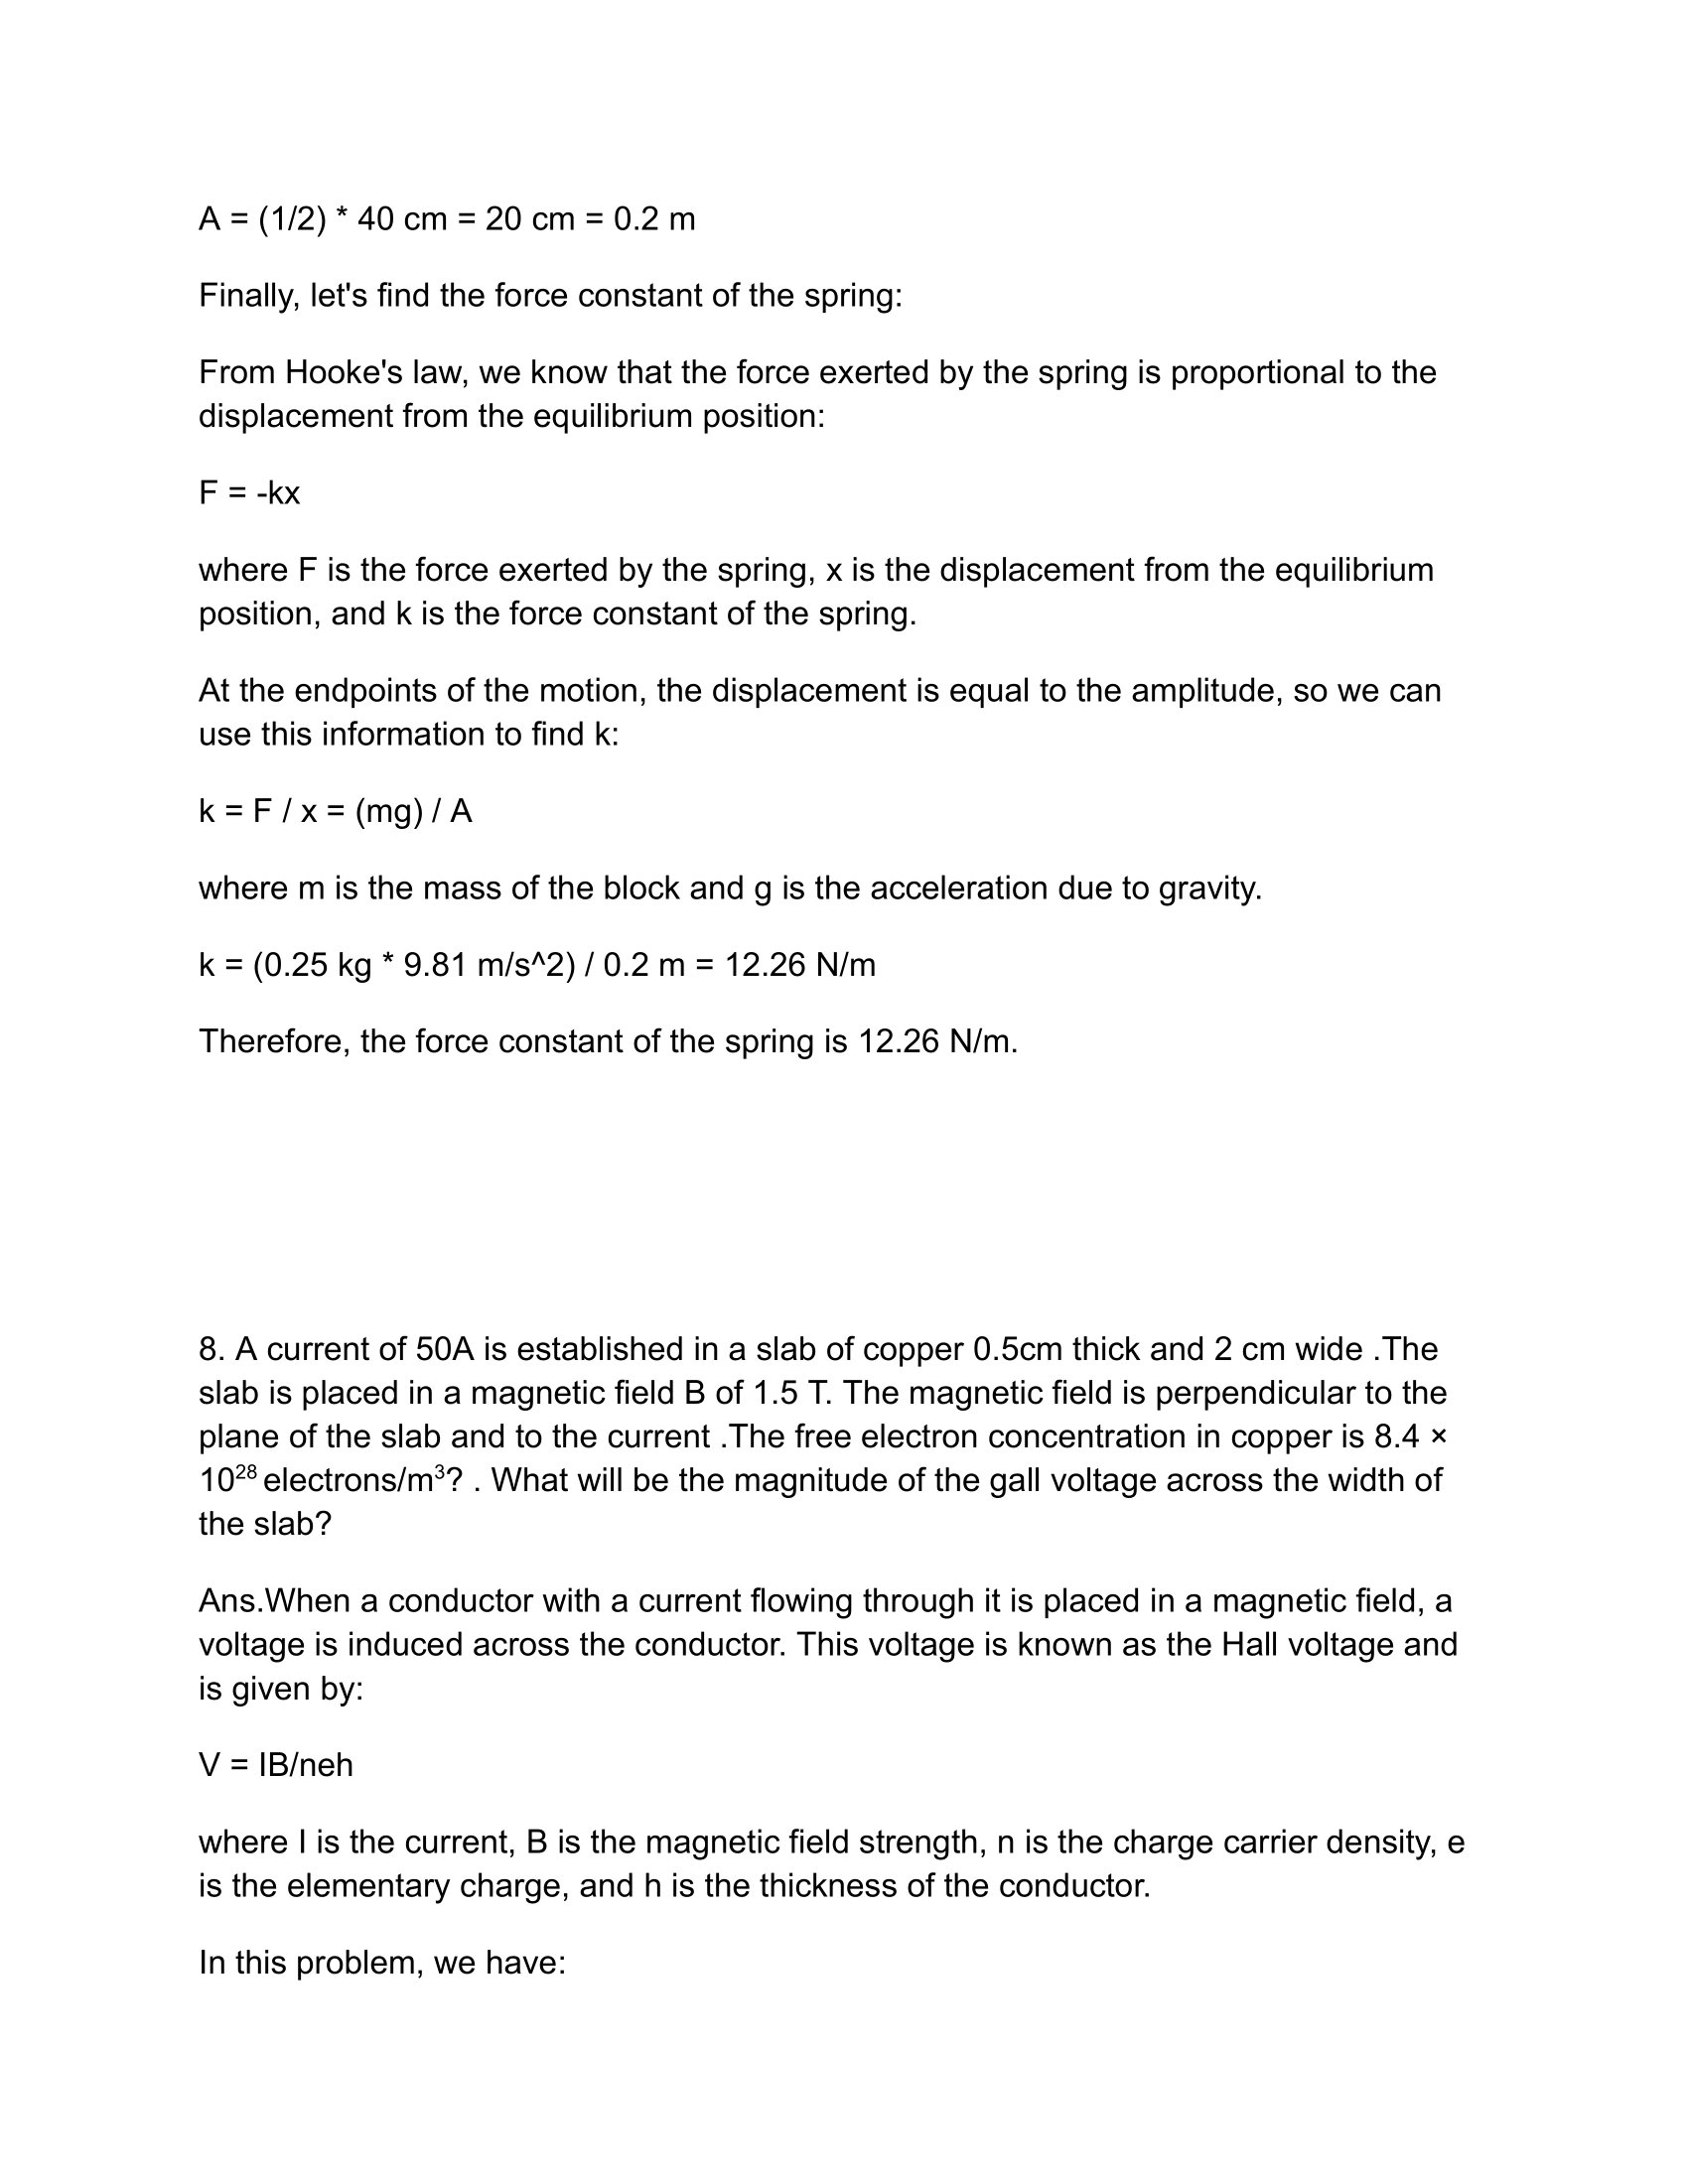 A = (1/2) * 40 cm = 20 cm = 0.2 m
Finally, let's find the force constant of the spring:
From Hooke's law, we know that the force exerted by the spring is proportional to the
displacement from the equilibrium position:
F = -kx
where F is the force exerted by the spring, x is the displacement from the equilibrium
position, and k is the force constant of the spring.
At the endpoints of the motion, the displacement is equal to the amplitude, so we can
use this information to find k:
k = F / x = (mg) / A
where m is the mass of the block and g is the acceleration due to gravity.
k = (0.25 kg * 9.81 m/s^2) / 0.2 m = 12.26 N/m
Therefore, the force constant of the spring is 12.26 N/m.
8. A current of 50A is established in a slab of copper 0.5cm thick and 2 cm wide .The
slab is placed in a magnetic field B of 1.5 T. The magnetic field is perpendicular to the
plane of the slab and to the current .The free electron concentration in copper is 8.4 ×
10²⁸ electrons/m³? . What will be the magnitude of the gall voltage across the width of
the slab?
Ans.When a conductor with a current flowing through it is placed in a magnetic field, a
voltage is induced across the conductor. This voltage is known as the Hall voltage and
is given by:
V = IB/neh
where I is the current, B is the magnetic field strength, n is the charge carrier density, e
is the elementary charge, and h is the thickness of the conductor.
In this problem, we have: